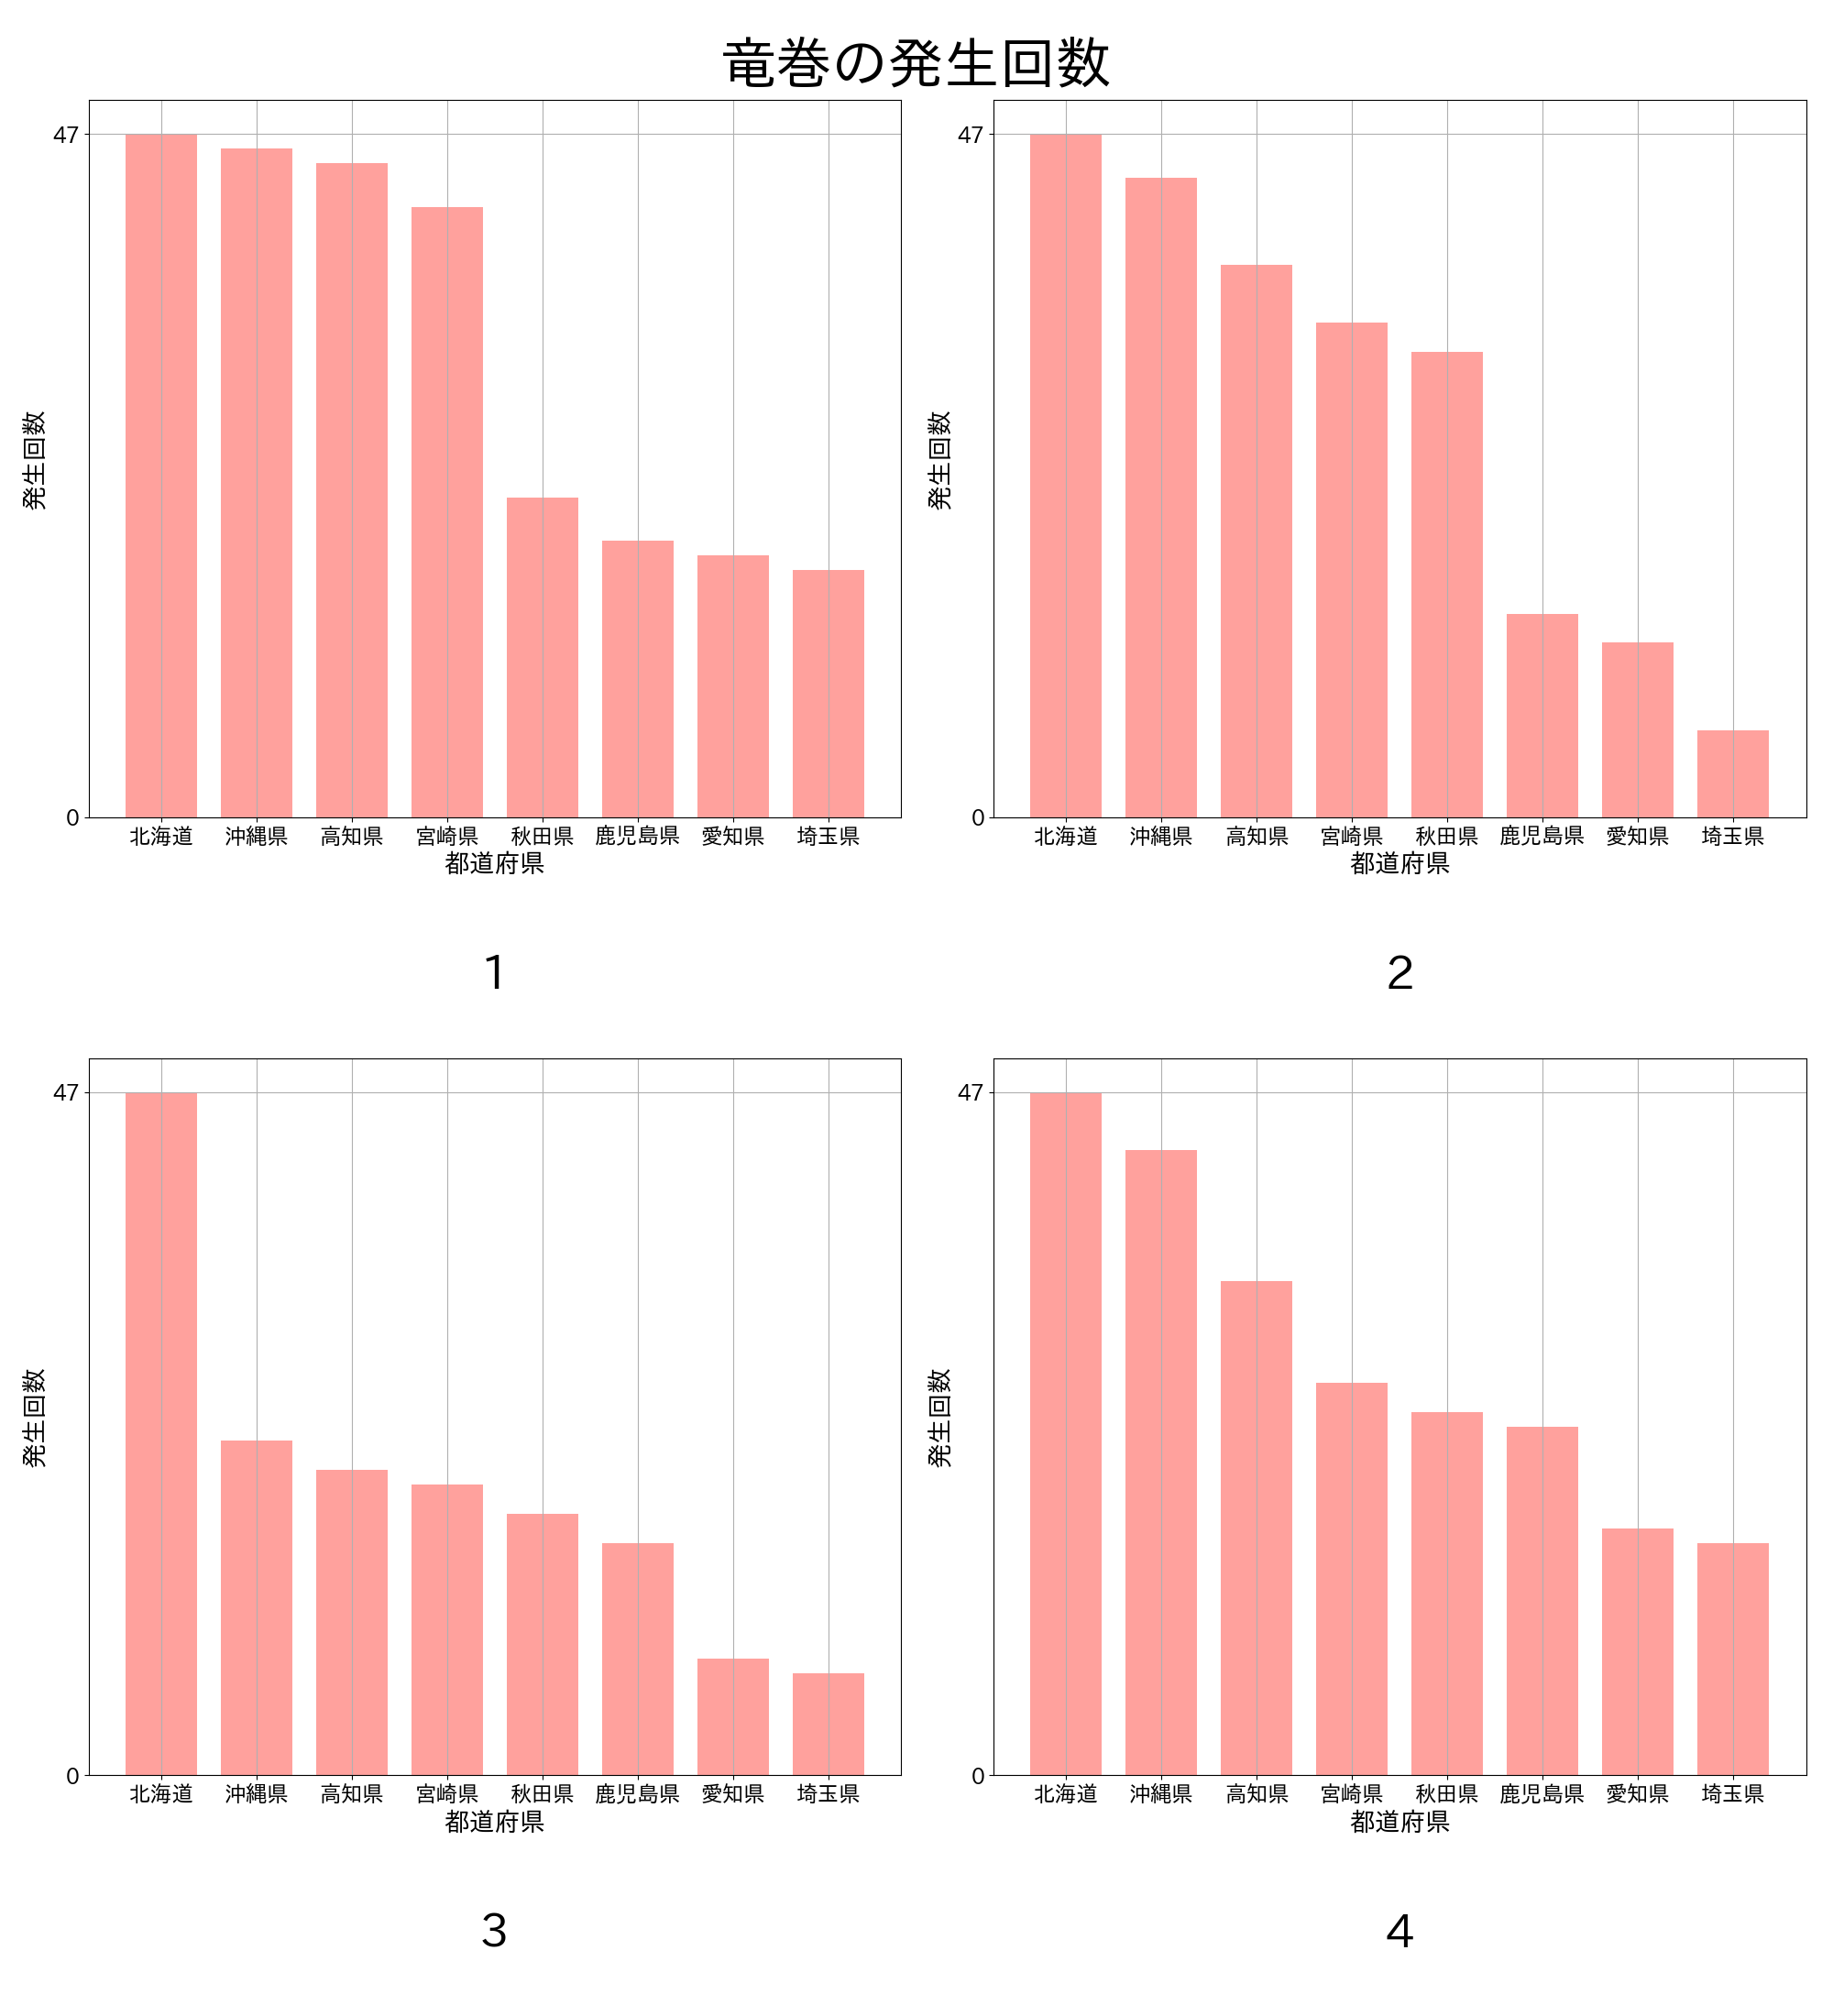 竜巻の発生回数
47
0
発生回数
北海道 沖縄県 高知県 宮崎県 秋田県 鹿児島県 愛知県 埼玉県
都道府県
1
47
0
発生回数
北海道 沖縄県 高知県 宮崎県 秋田県 鹿児島県 愛知県 埼玉県
都道府県
2
47
0
発生回数
北海道 沖縄県 高知県 宮崎県 秋田県 鹿児島県 愛知県 埼玉県
都道府県
3
47
0
発生回数
北海道 沖縄県 高知県 宮崎県 秋田県 鹿児島県 愛知県 埼玉県
都道府県
4